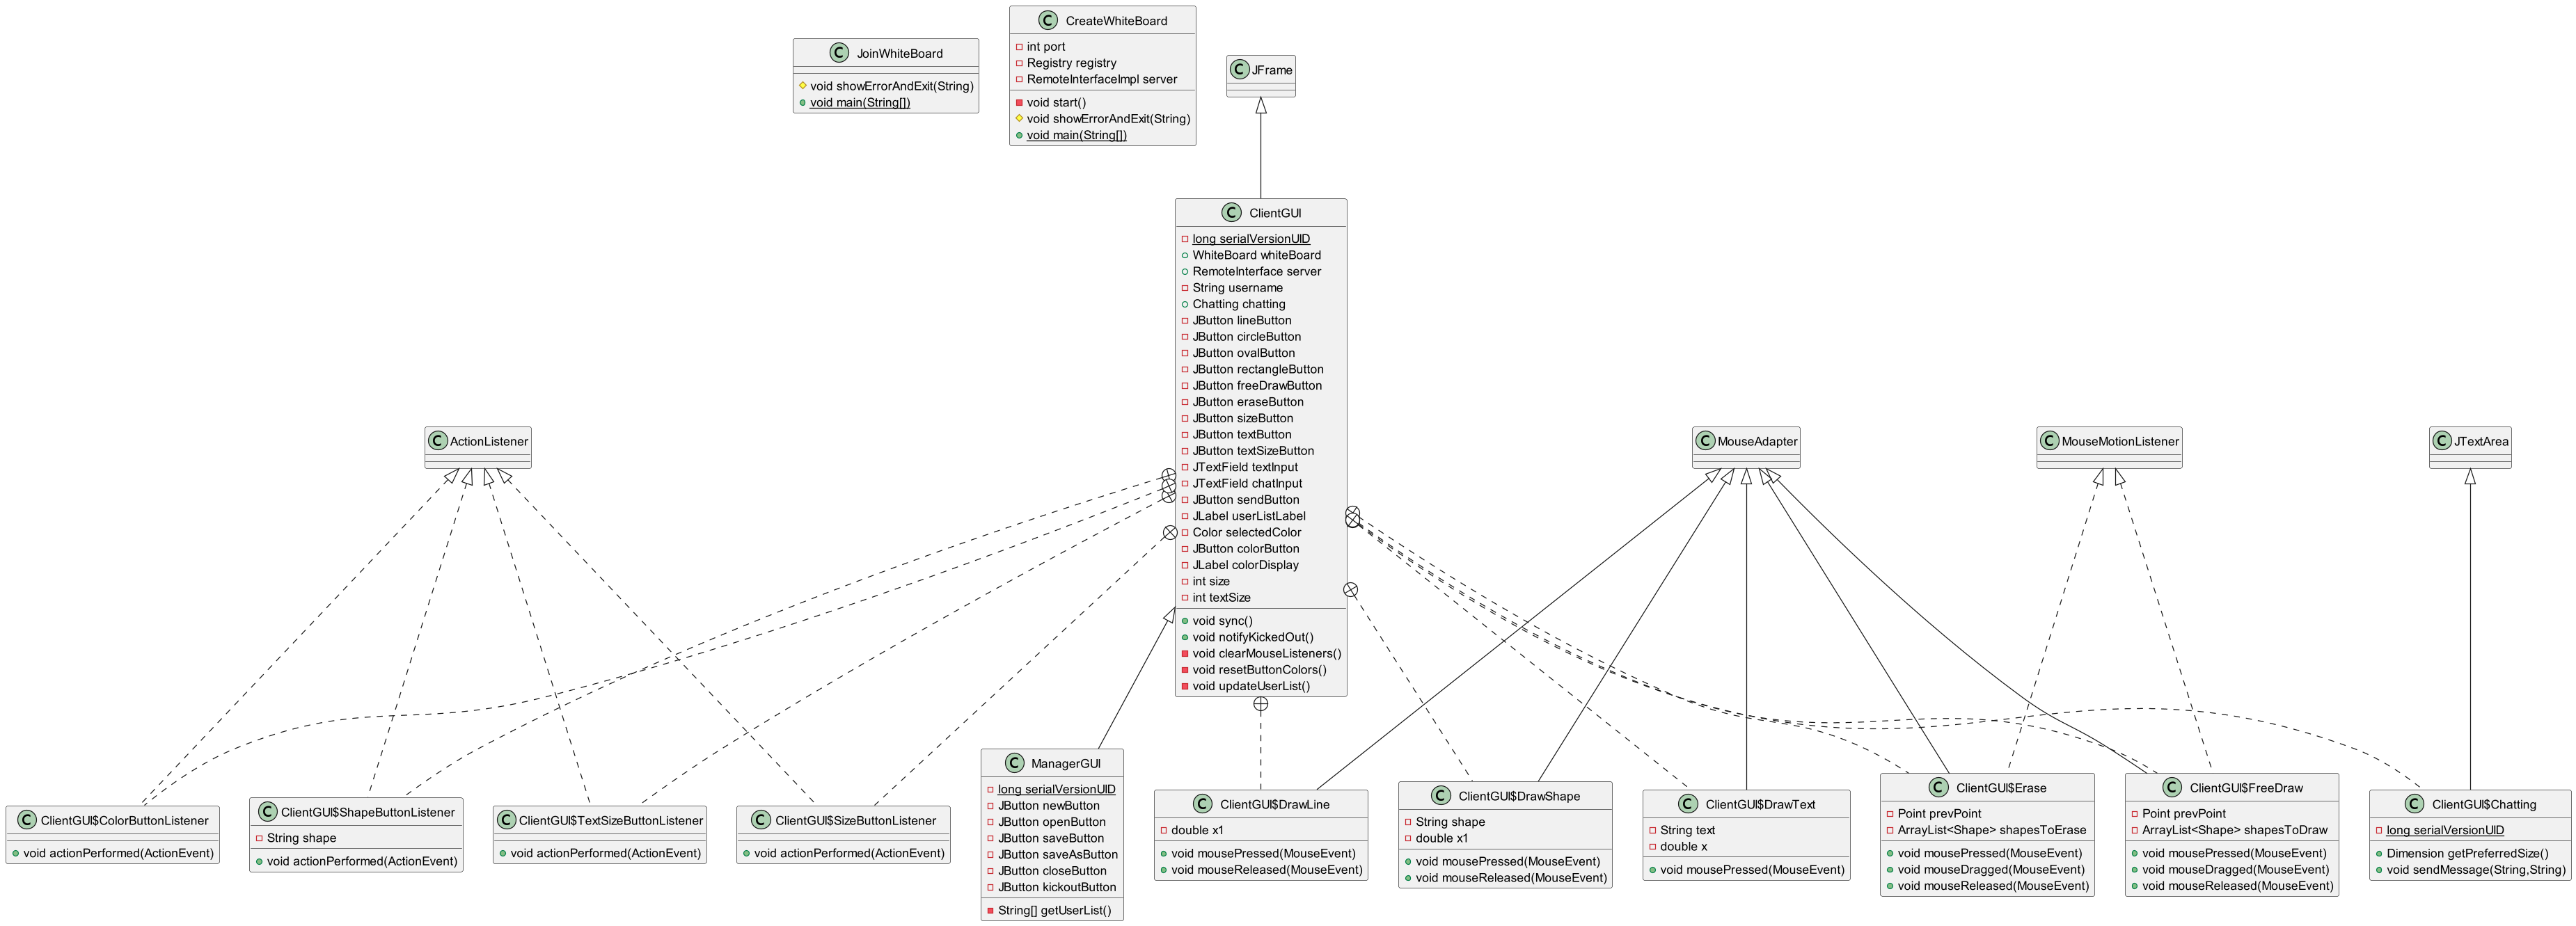 C JoinWhiteBoard
void showErrorAndExit(String)
void main(String[])
C CreateWhiteBoard
int port
Registry registry
RemoteInterfaceImpl server
void start()
void showErrorAndExit(String)
void main(String[])
C JFrame
C ClientGUI
long serialVersionUID
WhiteBoard whiteBoard
RemoteInterface server
String username
Chatting chatting
JButton lineButton
JButton circleButton
JButton ovalButton
JButton rectangleButton
JButton freeDrawButton
JButton eraseButton
JButton sizeButton
JButton textButton
JButton textSizeButton
JTextField textInput
JTextField chatInput
JButton sendButton
JLabel userListLabel
Color selectedColor
JButton colorButton
JLabel colorDisplay
int size
int textSize
void sync()
void notifyKickedOut()
void clearMouseListeners()
void resetButtonColors()
void updateUserList()
C ActionListener
C MouseAdapter
C MouseMotionListener
C JTextArea
C ClientGUI$ColorButtonListener
void actionPerformed(ActionEvent)
C ClientGUI$ShapeButtonListener
String shape
void actionPerformed(ActionEvent)
C ClientGUI$TextSizeButtonListener
void actionPerformed(ActionEvent)
C ClientGUI$SizeButtonListener
void actionPerformed(ActionEvent)
C ManagerGUI
long serialVersionUID
JButton newButton
JButton openButton
JButton saveButton
JButton saveAsButton
JButton closeButton
JButton kickoutButton
String[] getUserList()
C ClientGUI$DrawLine
double x1
void mousePressed(MouseEvent)
void mouseReleased(MouseEvent)
C ClientGUI$DrawShape
String shape
double x1
void mousePressed(MouseEvent)
void mouseReleased(MouseEvent)
C ClientGUI$DrawText
String text
double x
void mousePressed(MouseEvent)
C ClientGUI$Erase
Point prevPoint
ArrayList<Shape> shapesToErase
void mousePressed(MouseEvent)
void mouseDragged(MouseEvent)
void mouseReleased(MouseEvent)
C ClientGUI$FreeDraw
Point prevPoint
ArrayList<Shape> shapesToDraw
void mousePressed(MouseEvent)
void mouseDragged(MouseEvent)
void mouseReleased(MouseEvent)
C ClientGUI$Chatting
long serialVersionUID
Dimension getPreferredSize()
void sendMessage(String,String)